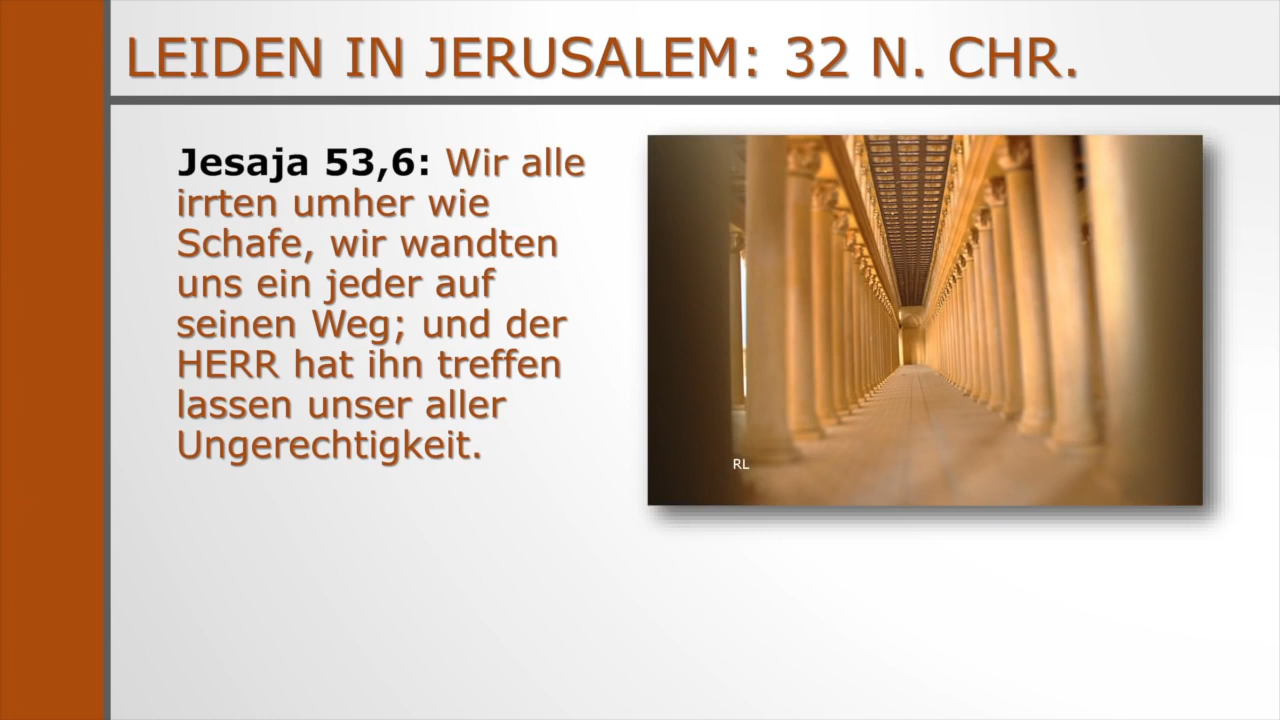 LEIDEN IN JERUSALEM: 32 N. CHR.
Jesaja 53,6: Wir alle
irrten umher wie
Schafe, wir wandten
uns ein jeder auf
seinen Weg; und der
HERR hat ihn treffen
lassen unser aller
Ungerechtigkeit.
RL